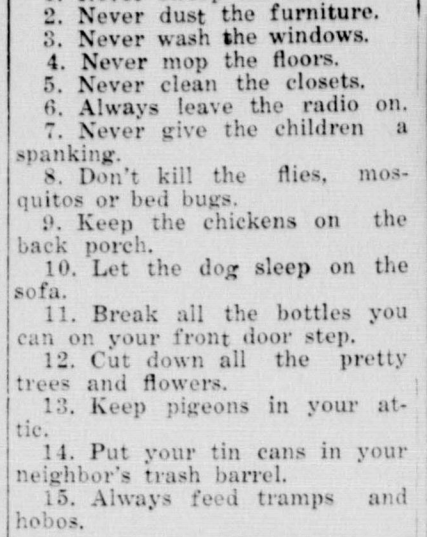 2. Never dust the furniture.
3. Never wash the windows.
4. Never mop the floors.
5. Never clean the closets.
6. Always leave the radio on.
7. Never give the children a
spanking.
8. Don't kill the flies, mos-
quitos or bed bugs.
9. Keep the chickens on the
back porch.
10. Let the dog sleep on the
sofa.
11. Break all the bottles you
can on your front door step.
12. Cut down all the pretty
trees and flowers.
13. Keep pigeons in your at-
tic.
14. Put your tin cans in your
neighbor's trash barrel.
15. Always feed tramps and
hobos.